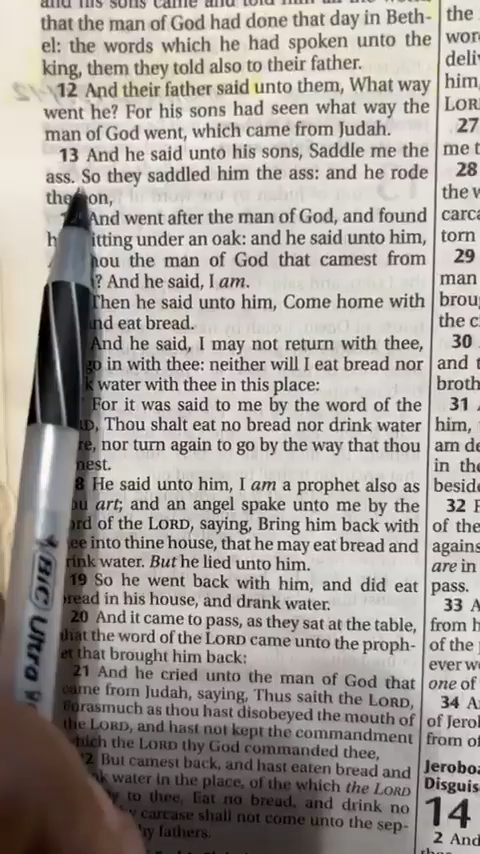 that the man of God had done that day in Beth-
el: the words which he had spoken unto the
king, them they told also to their father.
12 And their father said unto them, What way
went he? For his sons had seen what way the
man of God went, which came from Judah.
13 And he said unto his sons, Saddle me the
ass. So they saddled him the ass: and he rode
on,
And went after the man of God, and found
itting under an oak: and he said unto him,
hou the man of God that camest from
? And he said, I am.
Then he said unto him, Come home with
nd eat bread.
And he said, I may not return with thee,
go in with thee: neither will I eat bread nor
k water with thee in this place:
For it was said to me by the word of the
D, Thou shalt eat no bread nor drink water
re, nor turn again to go by the way that thou
nest.
8 He said unto him, I am a prophet also as
ou art; and an angel spake unto me by the
ord of the LORD, saying, Bring him back with
ee into thine house, that he may eat bread and
rink water. But he lied unto him.
19 So he went back with him, and did eat
bread in his house, and drank water.
20 And it came to pass, as they sat at the table,
that the word of the LORD came unto the proph-
et that brought him back:
21 And he cried unto the man of God that
came from Judah, saying, Thus saith the LORD,
Forasmuch as thou hast disobeyed the mouth of
the LORD, and hast not kept the commandment
which the LORD thy God commanded thee,
2 But camest back, and hast eaten bread and
k water in the place, of the which the LORD
to thee, Eat no bread, and drink no
carcase shall not come unto the sep-
hy fathers.
the
wor
deli
him,
LOR
27
me t
28
the w
carca
torn
29
man
brou
the c
30
and t
broth
31 A
him,
am de
in the
beside
32 F
of the
agains
are in
pass.
33 A
from h
of the
ever w
one of
34 A
of Jero
from of
Jeroboa
Disguis
14
2 And
BIC Ultra